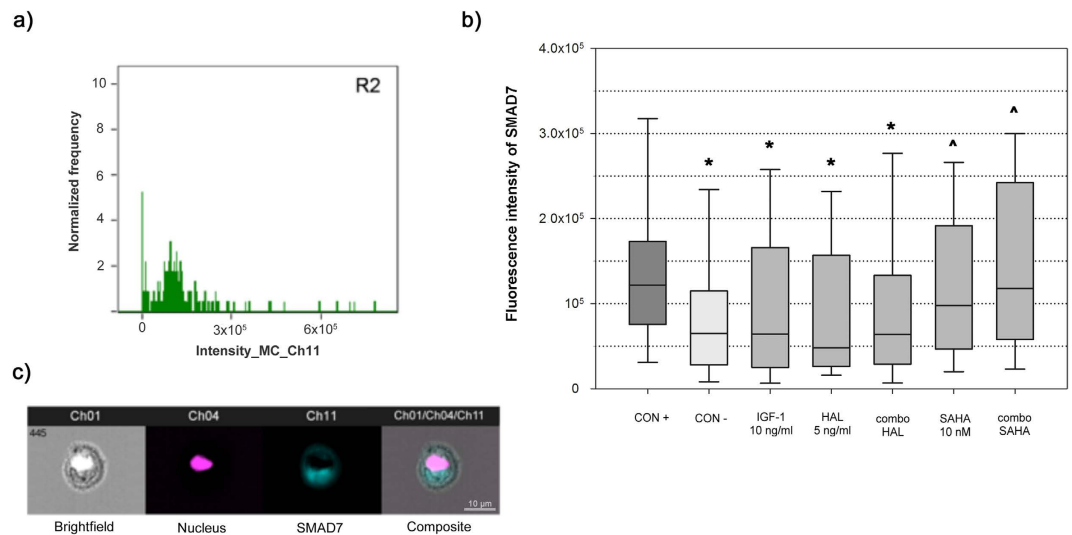 a)
R2
Normalized frequency
10
8
6
4
2
0
3x10⁵
6x10⁵
Intensity_MC_Ch11
b)
Fluorescence intensity of SMAD7
4.0x10⁵
3.0x10⁵
2 0x10⁵
10⁵
0
*
*
*
*
^
^
CON +
CON -
IGF-1
10 ng/ml
HAL
5 ng/ml
combo
HAL
SAHA
10 nM
combo
SAHA
c)
Ch01 Ch04 Ch11 Ch01/Ch04/Ch11
445
10 µm
Brightfield Nucleus SMAD7 Composite